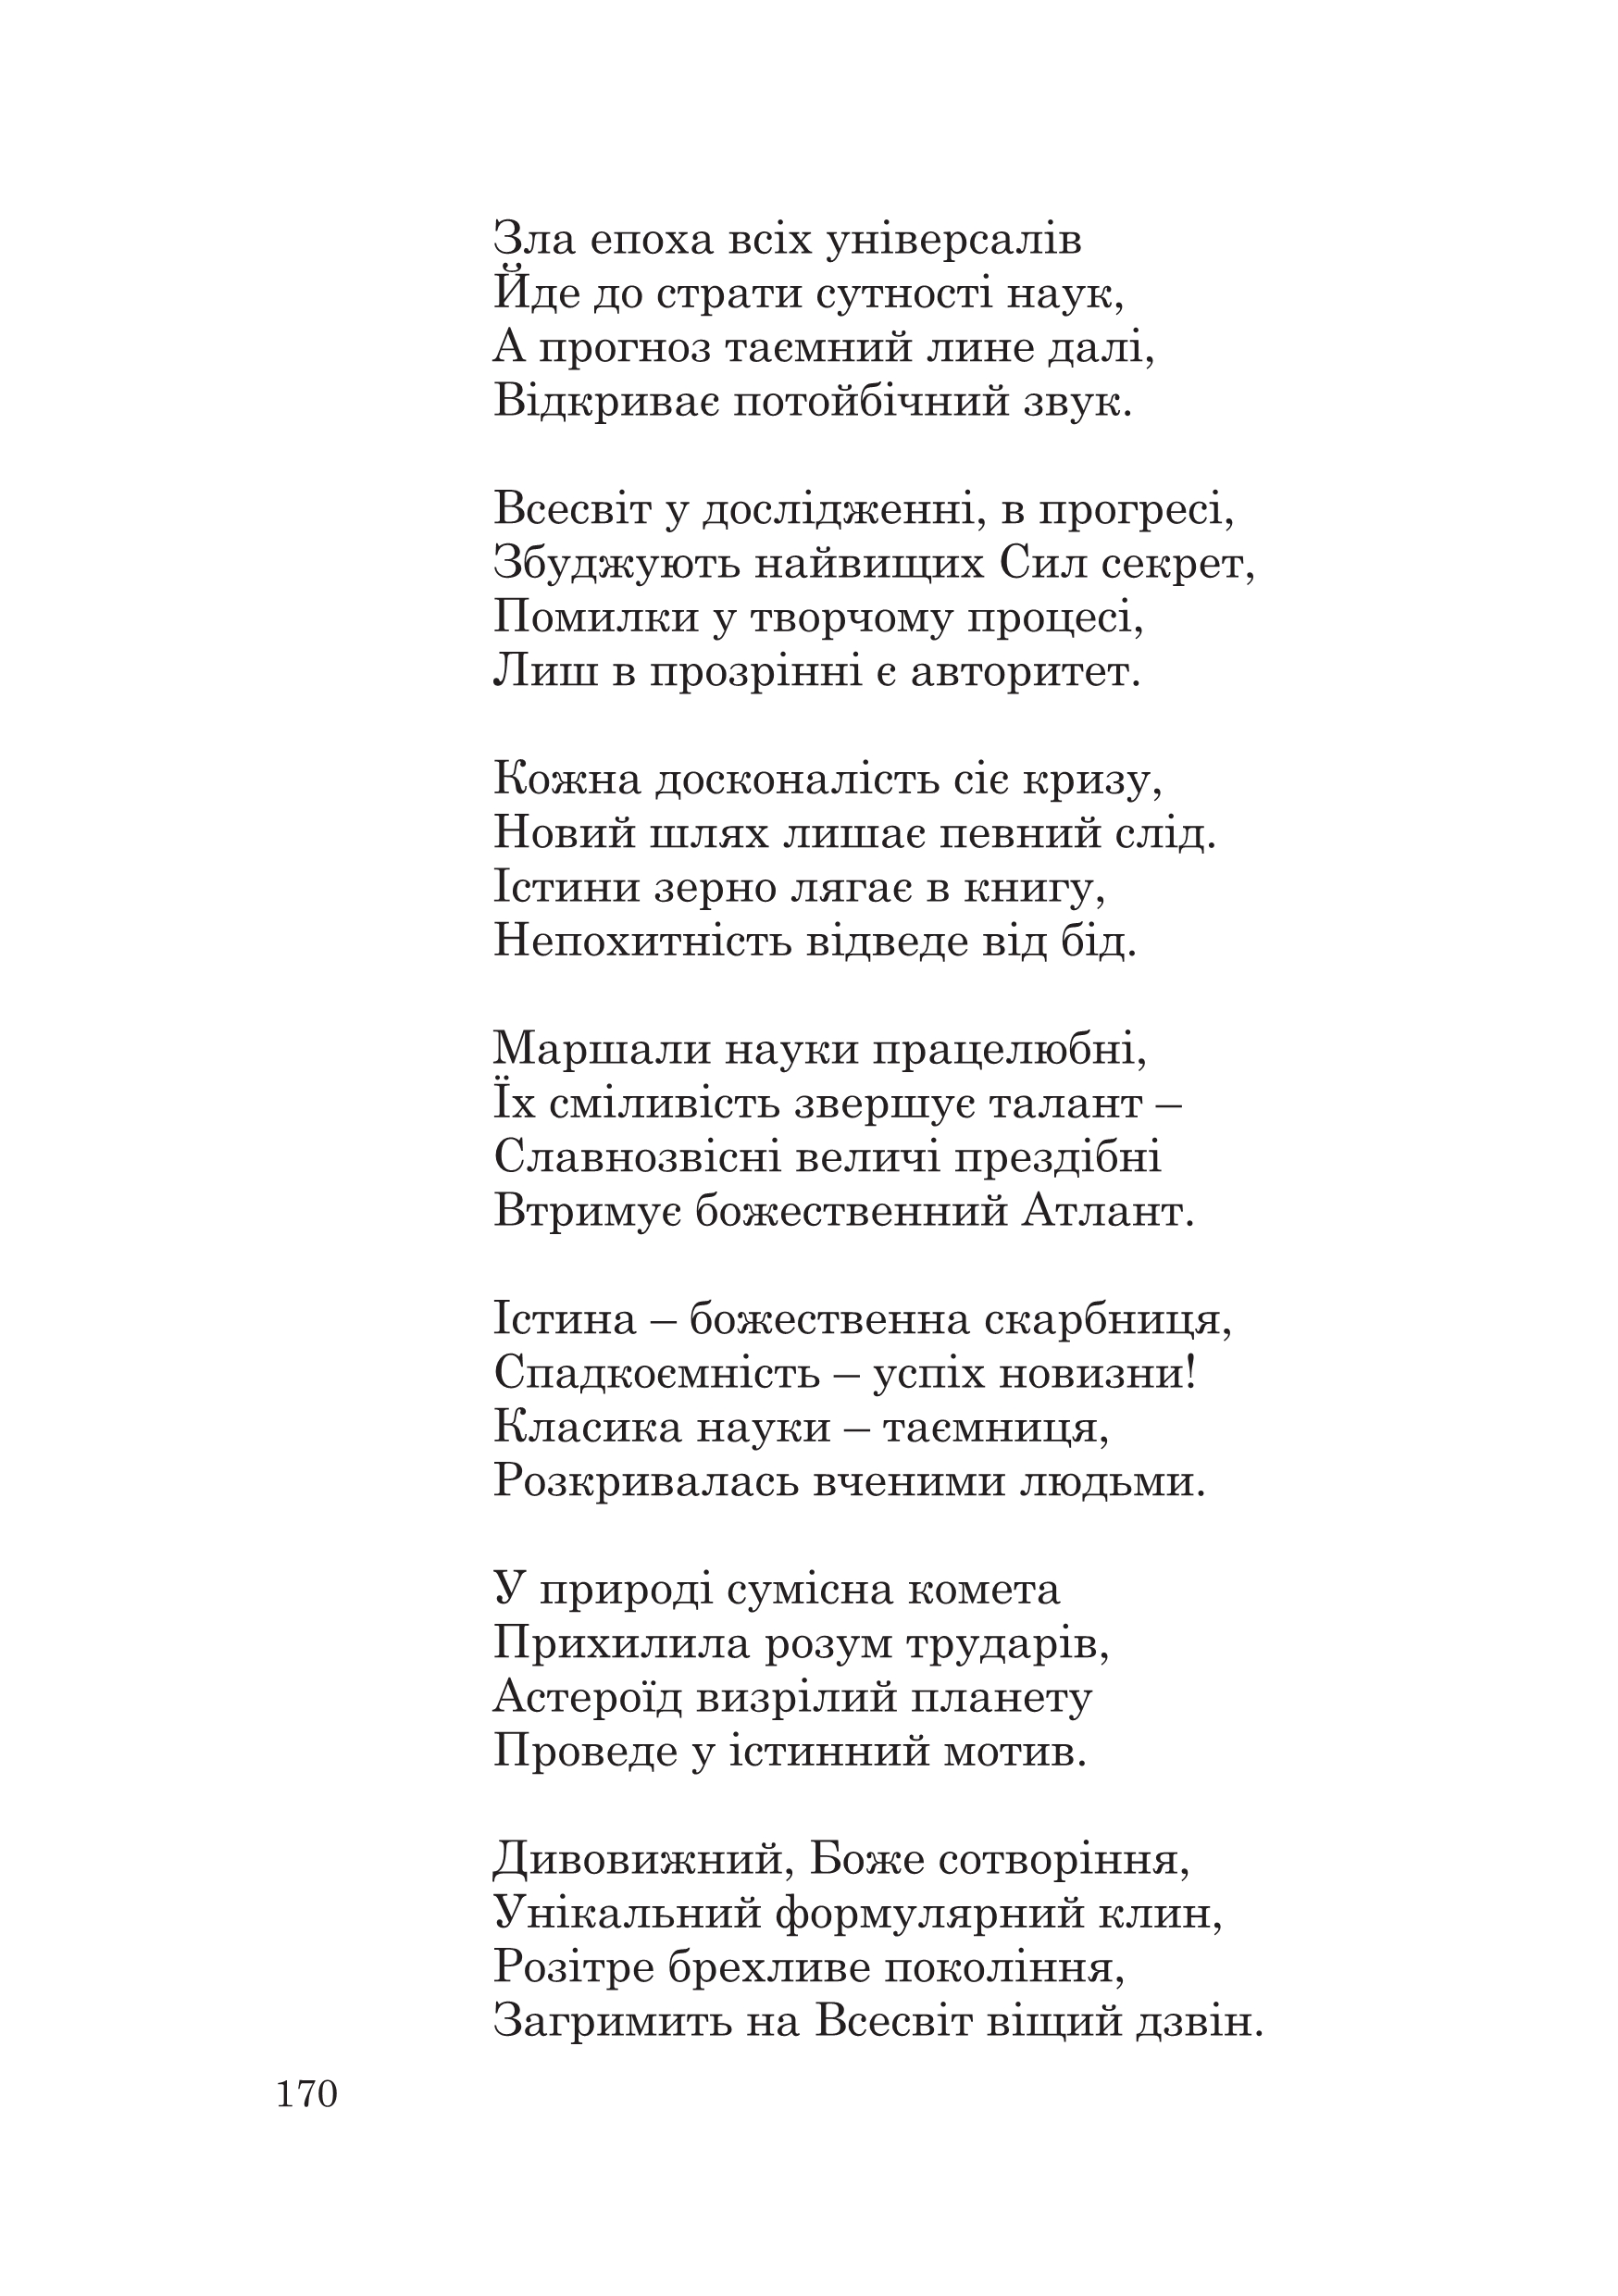 Зла епоха всіх універсалів
Йде до страти сутності наук,
А прогноз таємний лине далі,
Відкриває потойбічний звук.

Всесвіт у дослідженні, в прогресі,
Збуджують найвищих Сил секрет,
Помилки у творчому процесі,
Лиш в прозрінні є авторитет.

Кожна досконалість сіє кризу,
Новий шлях лишає певний слід.
Істини зерно лягає в книгу,
Непохитність відведе від бід.

Маршали науки працелюбні,
Їх сміливість звершує талант –
Славнозвісні величі прездібні
Втримує божественний Атлант.

Істина – божественна скарбниця,
Спадкоємність – успіх новизни!
Класика науки – таємниця,
Розкривалась вченими людьми.

У природі сумісна комета
Прихилила розум трударів,
Астероїд визрілий планету
Проведе у істинний мотив.

Дивовижний, Боже сотворіння,
Унікальний формулярний клин,
Розітре брехливе покоління,
Загримить на Всесвіт віщий дзвін.
170